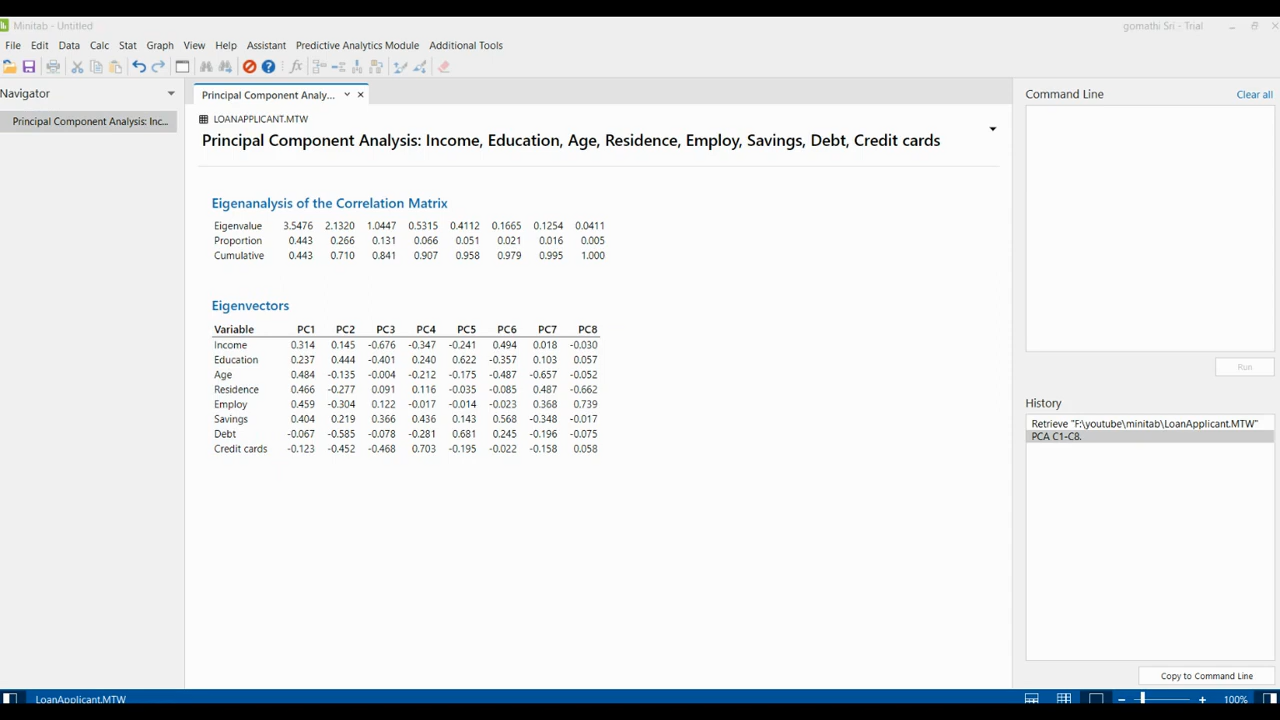 Minitab - Untitled
gomathi Sri - Trial
File Edit Data Calc Stat Graph View Help Assistant Predictive Analytics Module Additional Tools
Navigator
Principal Component Analysis: Inc...
Principal Component Analy...
LOANAPPLICANT.MTW
Principal Component Analysis: Income, Education, Age, Residence, Employ, Savings, Debt, Credit cards
Eigenanalysis of the Correlation Matrix
Eigenvalue 3.5476 2.1320 1.0447 0.5315 0.4112 0.1665 0.1254 0.0411
Proportion 0.443 0.266 0.131 0.066 0.051 0.021 0.016 0.005
Cumulative 0.443 0.710 0.841 0.907 0.958 0.979 0.995 1.000
Eigenvectors
Variable PC1 PC2 PC3 PC4 PC5 PC6 PC7 PC8
Income 0.314 0.145 -0.676 -0.347 -0.241 0.494 0.018 -0.030
Education 0.237 0.444 -0.401 0.240 0.622 -0.357 0.103 0.057
Age 0.484 -0.135 -0.004 -0.212 -0.175 -0.487 -0.657 -0.052
Residence 0.466 -0.277 0.091 0.116 -0.035 -0.085 0.487 -0.662
Employ 0.459 -0.304 0.122 -0.017 -0.014 -0.023 0.368 0.739
Savings 0.404 0.219 0.366 0.436 0.143 0.568 -0.348 -0.017
Debt -0.067 -0.585 -0.078 -0.281 0.681 0.245 -0.196 -0.075
Credit cards -0.123 -0.452 -0.468 0.703 -0.195 -0.022 -0.158 0.058
Command Line Clear all
Run
History
Retrieve "F:\youtube\minitab\LoanApplicant.MTW"
PCA C1-C8.
Copy to Command Line
LoanApplicant.MTW
100%